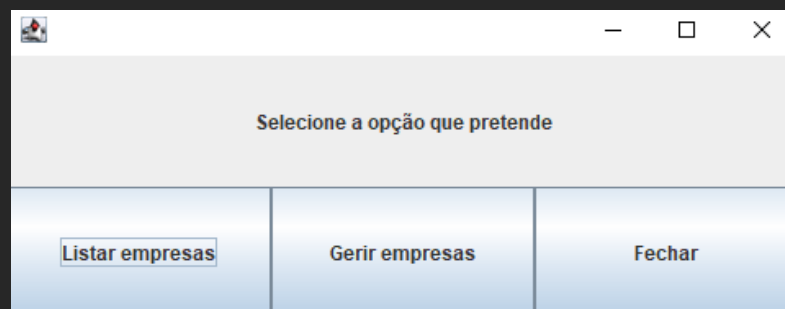 Selecione a opção que pretende
Listar empresas
Gerir empresas
Fechar